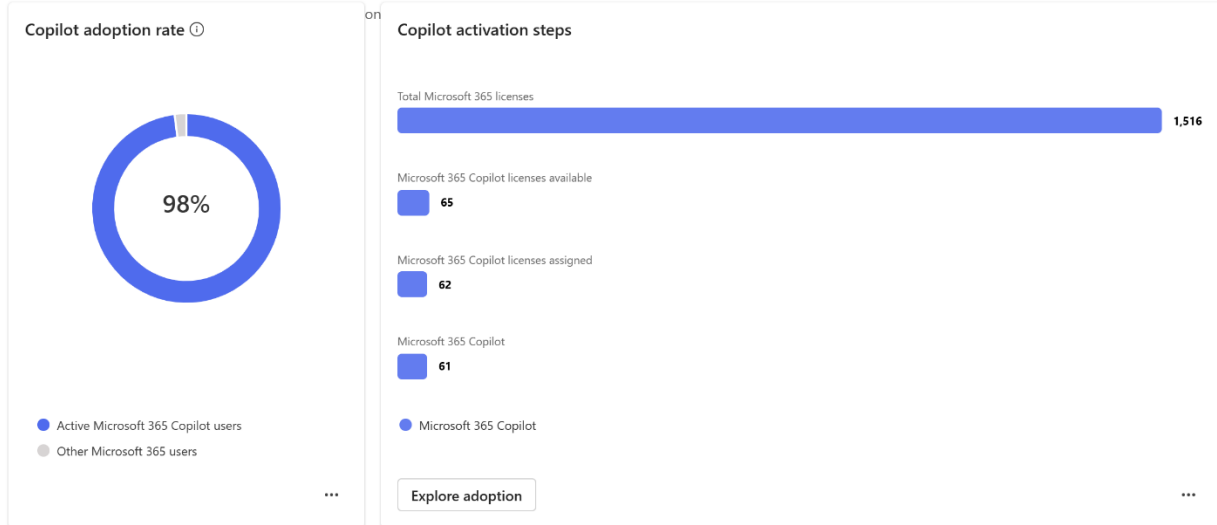 on
Copilot adoption rate
98%
Active Microsoft 365 Copilot users
Other Microsoft 365 users
Copilot activation steps
Total Microsoft 365 licenses
1,516
Microsoft 365 Copilot licenses available
65
Microsoft 365 Copilot licenses assigned
62
Microsoft 365 Copilot
61
Microsoft 365 Copilot
Explore adoption